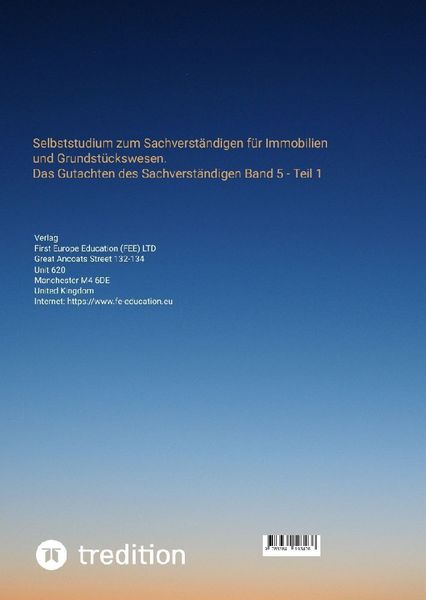 Selbststudium zum Sachverständigen für Immobilien
und Grundstückswesen.
Das Gutachten des Sachverständigen Band 5 - Teil 1
Verlag
First Europe Education (FEE) LTD
Great Ancoats Street 132-134
Unit 620
Manchester M4 6DE
United Kingdom
Internet: https://www.fe-education.eu
tredition